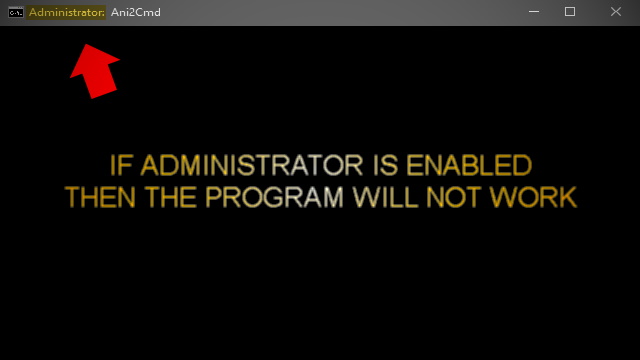 Administrator: Ani2Cmd
IF ADMINISTRATOR IS ENABLED
THEN THE PROGRAM WILL NOT WORK